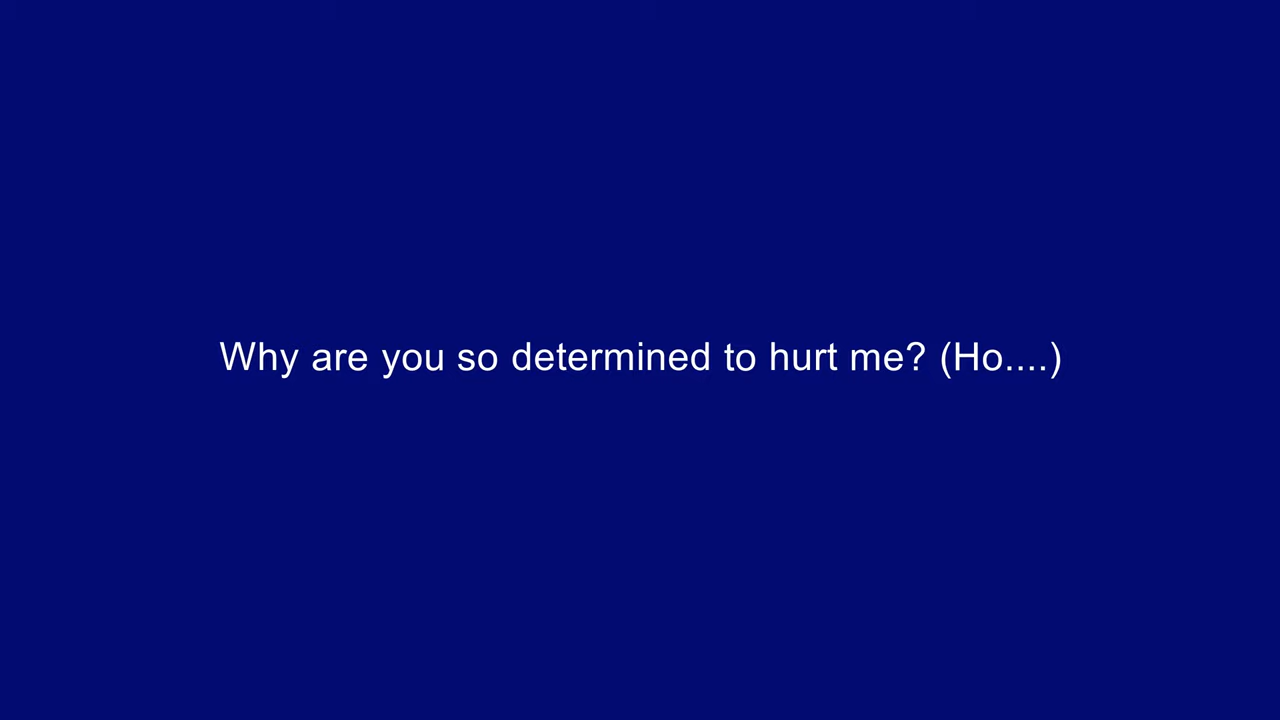 Why are you so determined to hurt me? (Ho....)